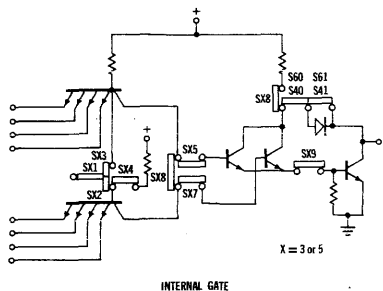 +
S60 S61
SX8 S40 S41
+
SX3
SX1 SX4
SX2
SX5
SX8
SX7
SX9
X = 3 or 5
INTERNAL GATE